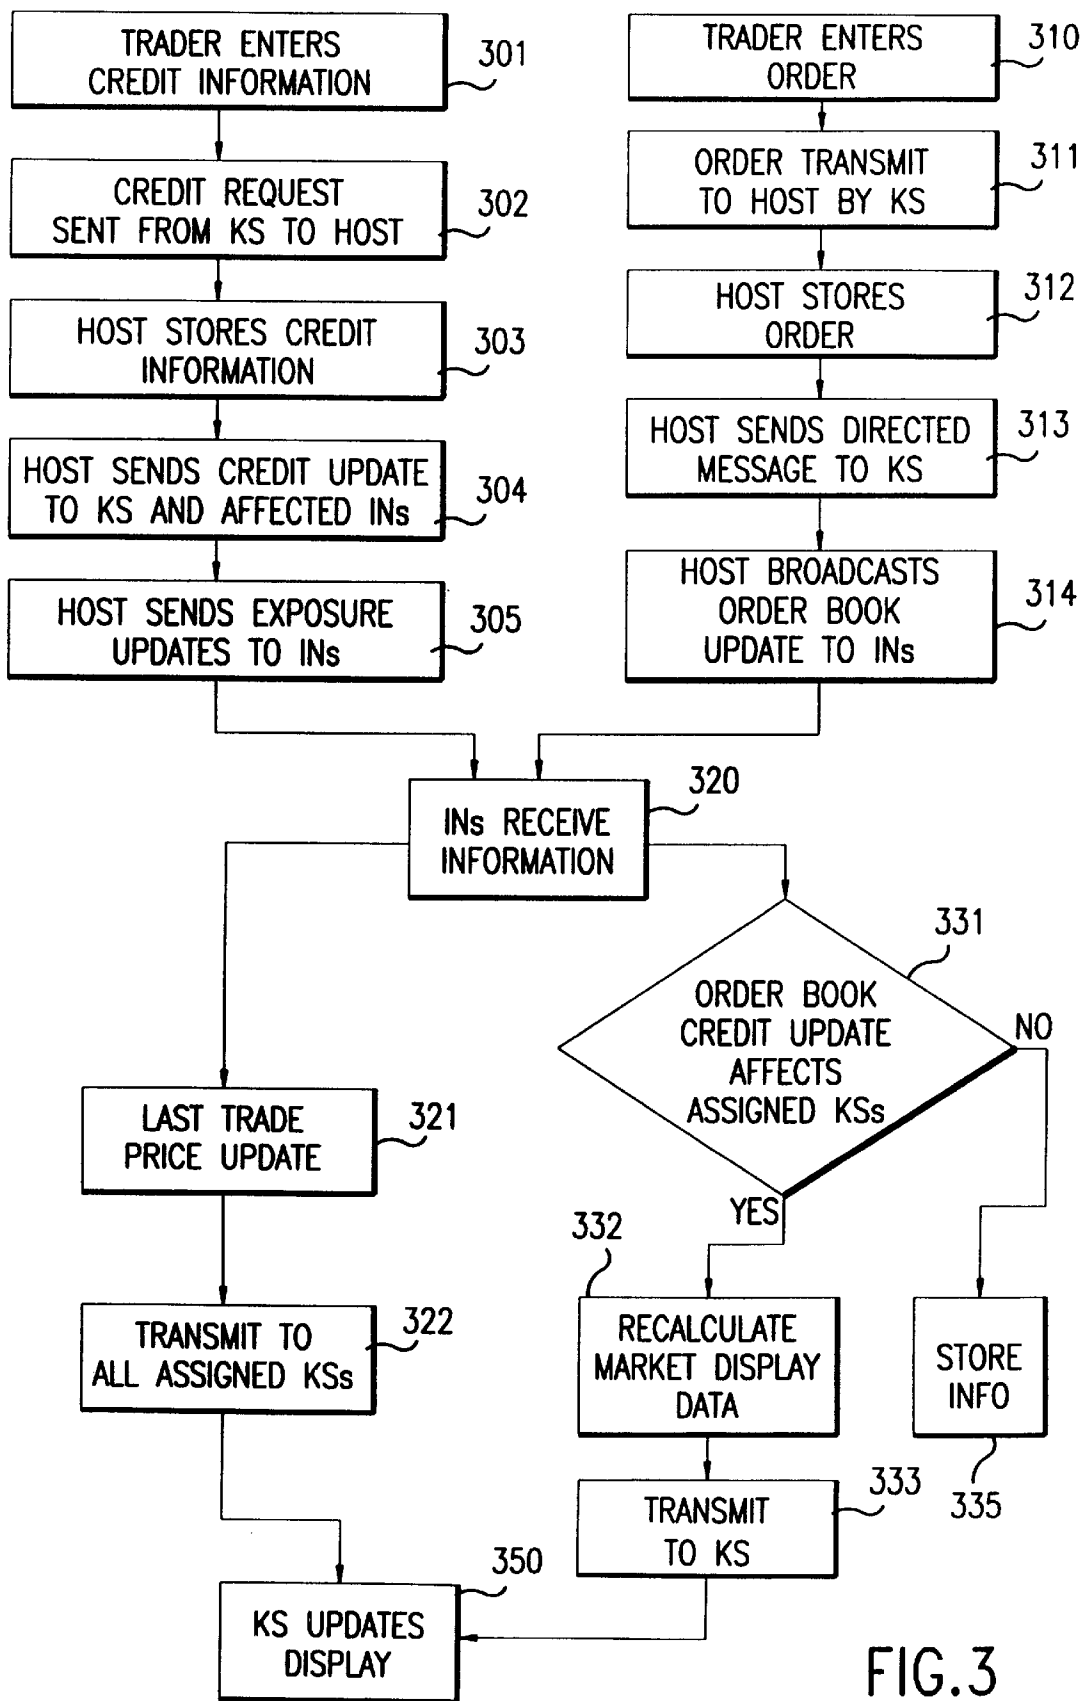 TRADER ENTERS
CREDIT INFORMATION
301
CREDIT REQUEST
SENT FROM KS TO HOST
302
HOST STORES CREDIT
INFORMATION
303
HOST SENDS CREDIT UPDATE
TO KS AND AFFECTED INs
304
HOST SENDS EXPOSURE
UPDATES TO INs
305
TRADER ENTERS
ORDER
310
ORDER TRANSMIT
TO HOST BY KS
311
HOST STORES
ORDER
312
HOST SENDS DIRECTED
MESSAGE TO KS
313
HOST BROADCASTS
ORDER BOOK
UPDATE TO INs
314
INs RECEIVE
INFORMATION
320
LAST TRADE
PRICE UPDATE
321
TRANSMIT TO
ALL ASSIGNED KSs
322
ORDER BOOK
CREDIT UPDATE
AFFECTS
ASSIGNED KSs
331
NO
YES
332
RECALCULATE
MARKET DISPLAY
DATA
STORE
INFO
335
TRANSMIT
TO KS
333
KS UPDATES
DISPLAY
350
FIG.3